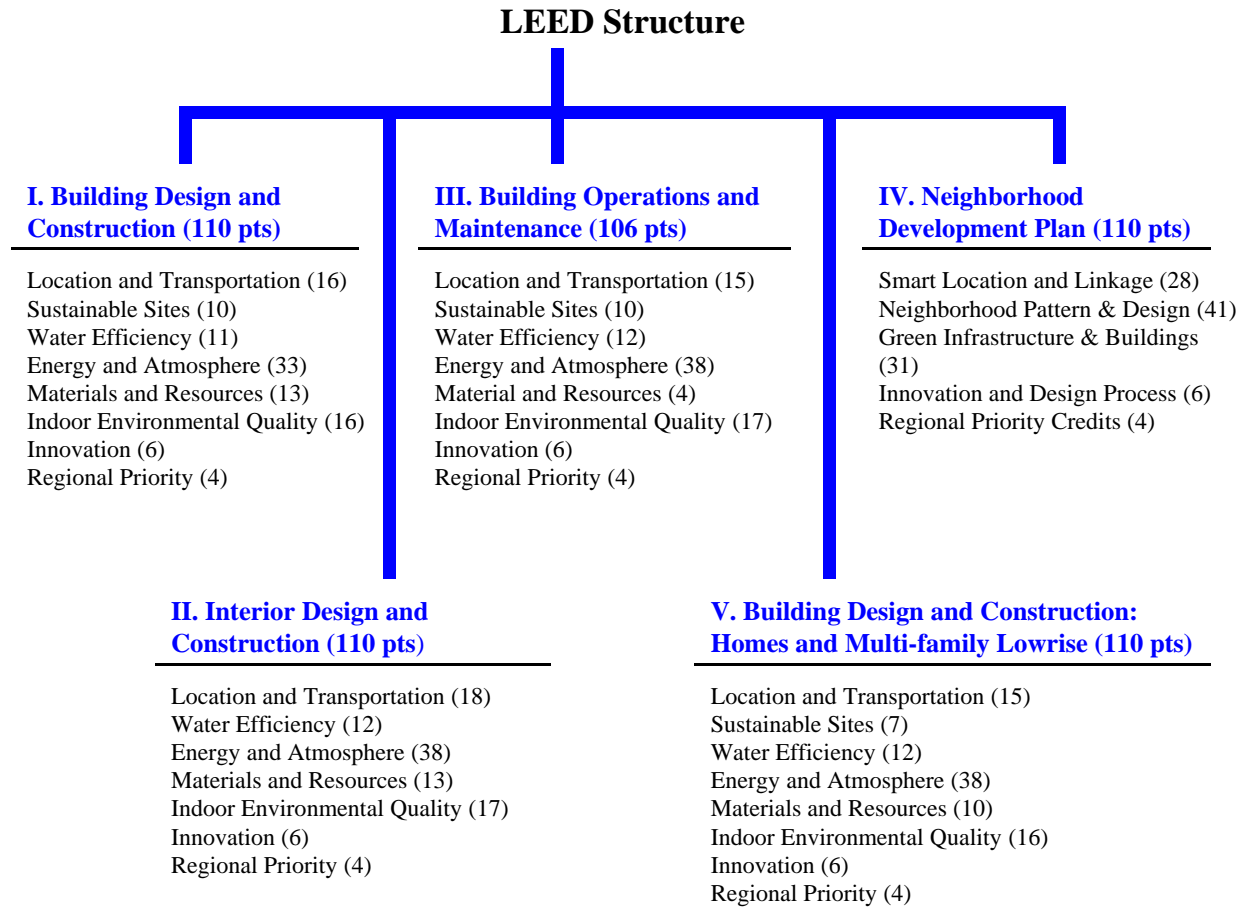 LEED Structure
I. Building Design and
Construction (110 pts)
Location and Transportation (16)
Sustainable Sites (10)
Water Efficiency (11)
Energy and Atmosphere (33)
Materials and Resources (13)
Indoor Environmental Quality (16)
Innovation (6)
Regional Priority (4)
III. Building Operations and
Maintenance (106 pts)
Location and Transportation (15)
Sustainable Sites (10)
Water Efficiency (12)
Energy and Atmosphere (38)
Material and Resources (4)
Indoor Environmental Quality (17)
Innovation (6)
Regional Priority (4)
IV. Neighborhood
Development Plan (110 pts)
Smart Location and Linkage (28)
Neighborhood Pattern & Design (41)
Green Infrastructure & Buildings
(31)
Innovation and Design Process (6)
Regional Priority Credits (4)
II. Interior Design and
Construction (110 pts)
Location and Transportation (18)
Water Efficiency (12)
Energy and Atmosphere (38)
Materials and Resources (13)
Indoor Environmental Quality (17)
Innovation (6)
Regional Priority (4)
V. Building Design and Construction:
Homes and Multi-family Lowrise (110 pts)
Location and Transportation (15)
Sustainable Sites (7)
Water Efficiency (12)
Energy and Atmosphere (38)
Materials and Resources (10)
Indoor Environmental Quality (16)
Innovation (6)
Regional Priority (4)